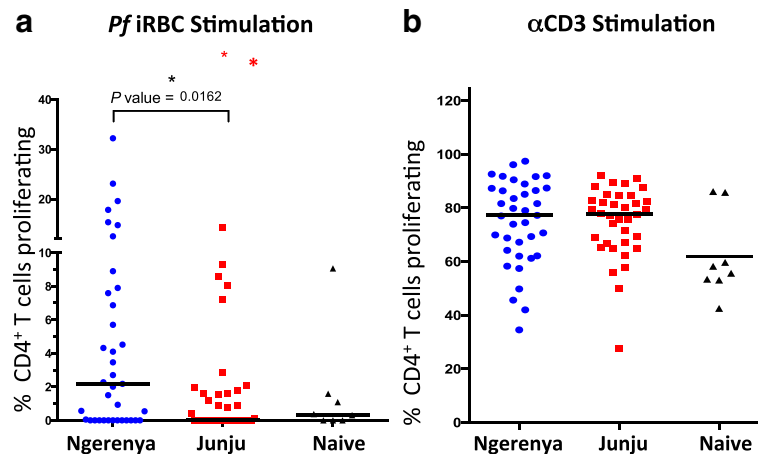 a
Pf iRBC Stimulation
* *
*
P value = 0.0162
% CD4+ T cells proliferating
40
20
10
8
6
4
2
0
Ngerenya Junju Naive
b
αCD3 Stimulation
% CD4+ T cells proliferating
120
100
80
60
40
20
0
Ngerenya Junju Naive